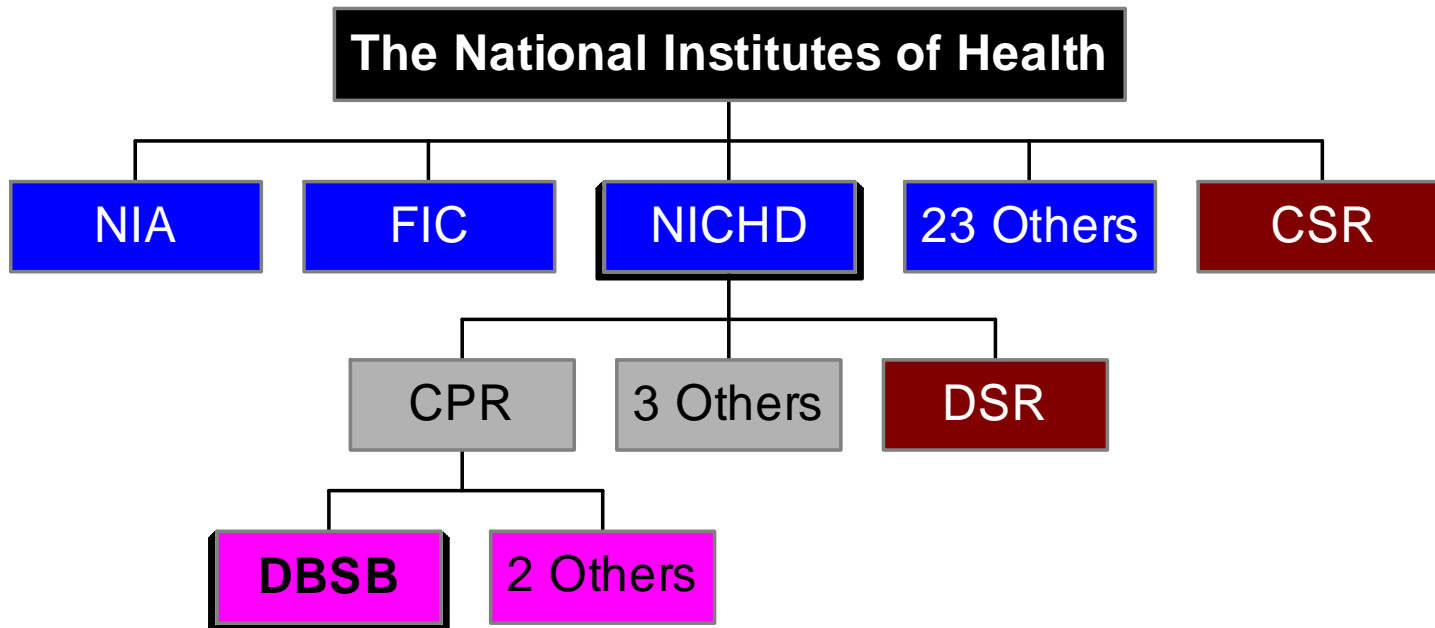 The National Institutes of Health
NIA
FIC
NICHD
23 Others
CSR
CPR
3 Others
DSR
DBSB
2 Others